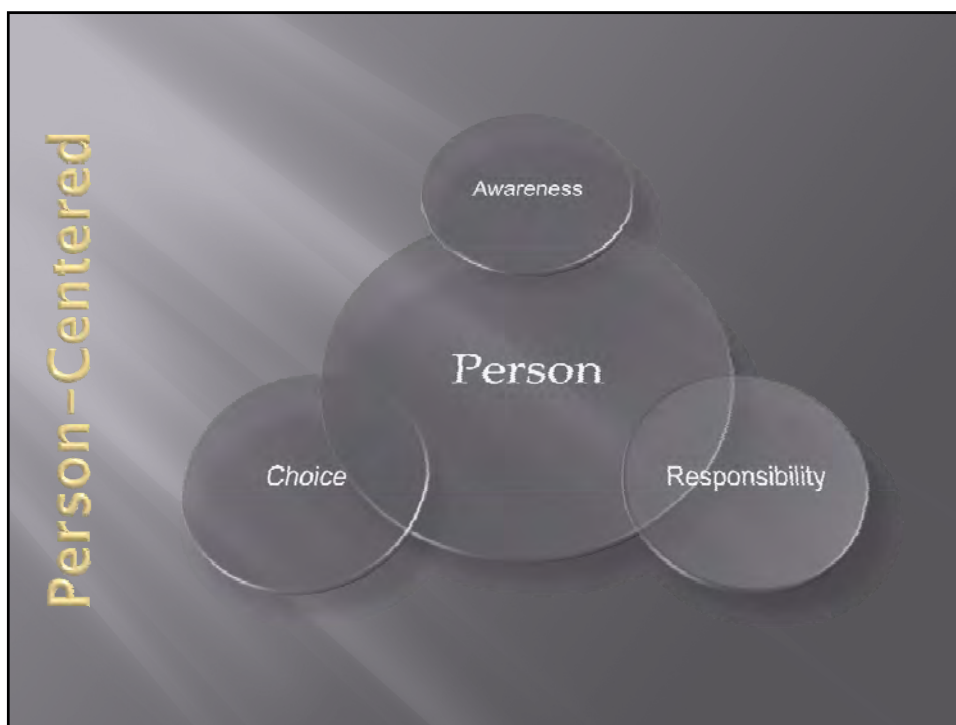 Person-Centered
Awareness
Person
Choice
Responsibility